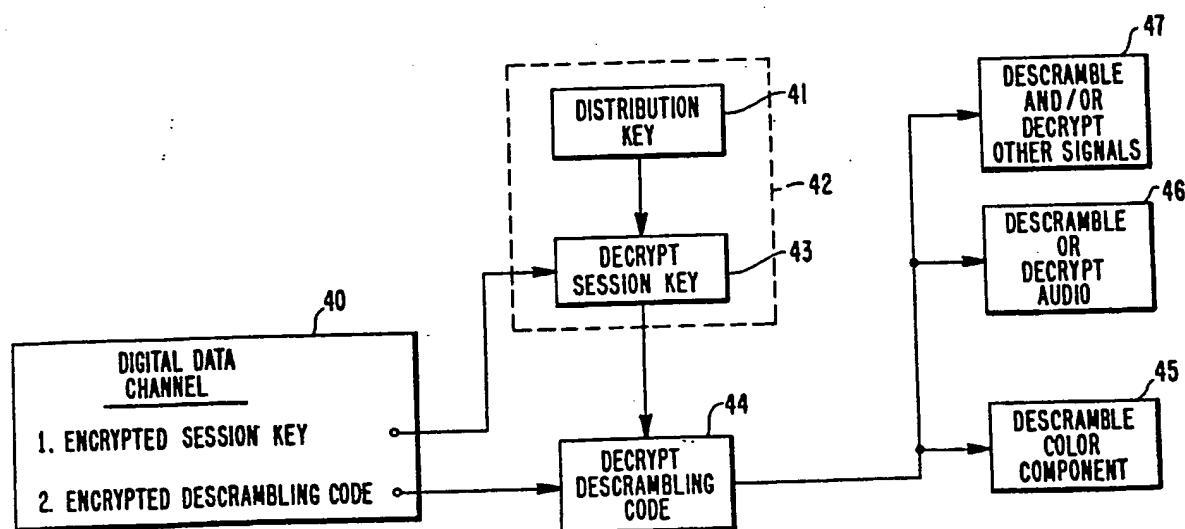 47
DESCRAMBLE
AND/OR
DECRYPT
OTHER SIGNALS
DISTRIBUTION
KEY
41
42
46
DESCRAMBLE
OR
DECRYPT
AUDIO
DECRYPT
SESSION KEY
43
40
DIGITAL DATA
CHANNEL
1. ENCRYPTED SESSION KEY
2. ENCRYPTED DESCRAMBLING CODE
44
DECRYPT
DESCRAMBLING
CODE
45
DESCRAMBLE
COLOR
COMPONENT